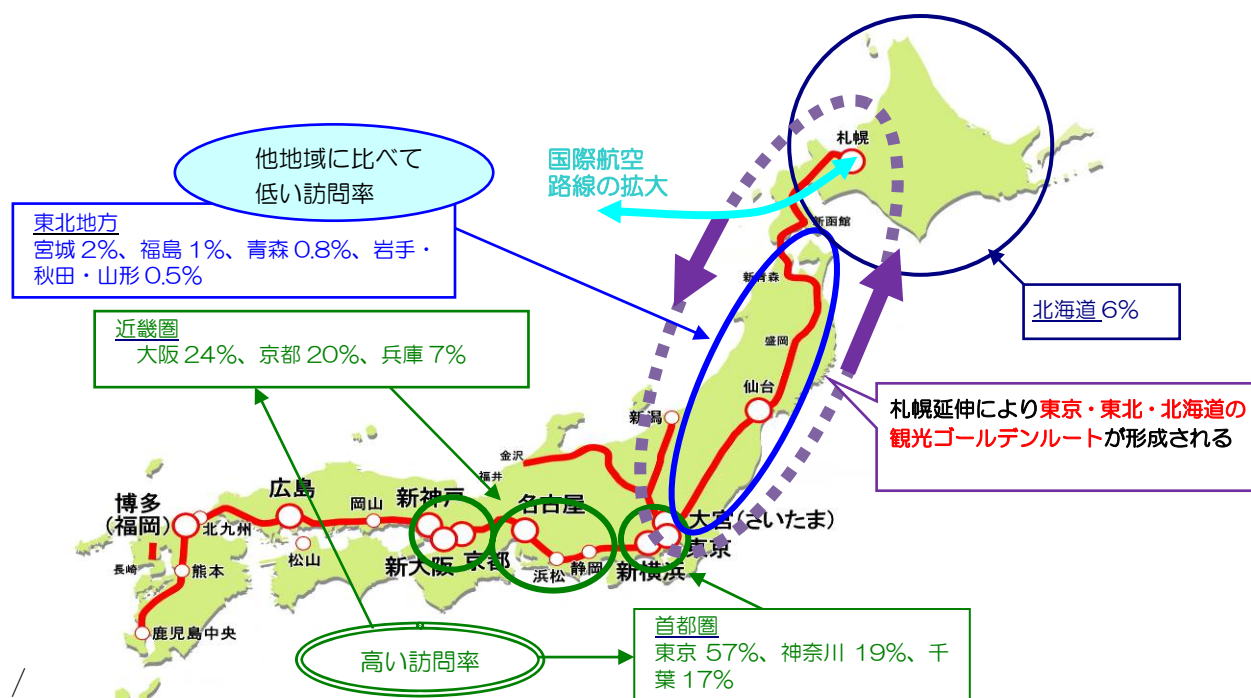 他地域に比べて
低い訪問率
国際航空
路線の拡大
東北地方
宮城 2%、福島 1%、青森 0.8%、岩手・
秋田・山形 0.5%
近畿圏
大阪 24%、京都 20%、兵庫 7%
北海道 6%
札幌延伸により東京・東北・北海道の
観光ゴールデンルートが形成される
札幌
新函館
新青森
盛岡
仙台
新潟
金沢
福井
大宮(さいたま)
東京
新横浜
静岡
浜松
名古屋
京都
新大阪
新神戸
岡山
広島
松山
北九州
博多
(福岡)
長崎
熊本
鹿児島中央
高い訪問率
首都圏
東京 57%、神奈川 19%、千
葉 17%
/